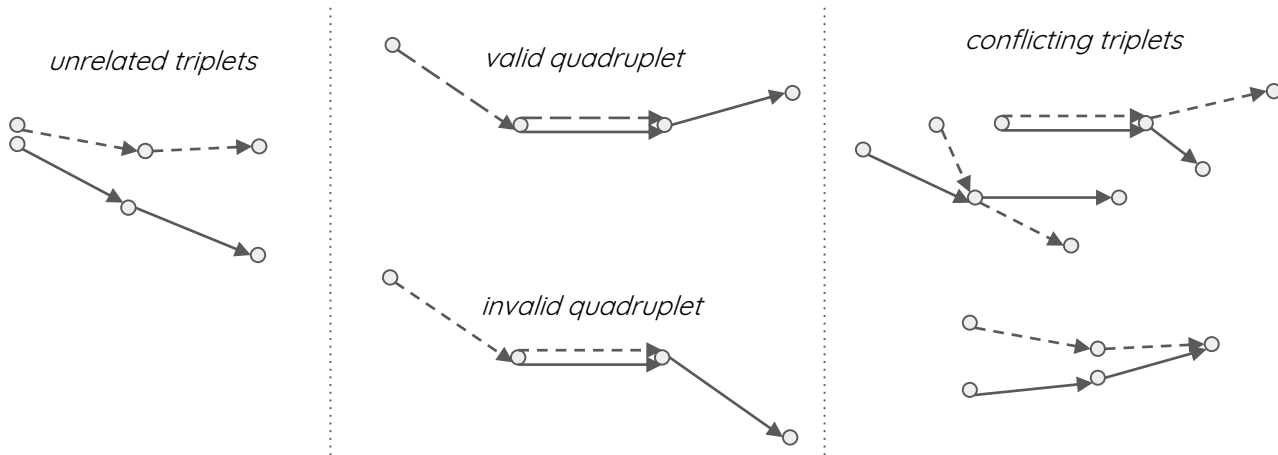 unrelated triplets
valid quadruplet
conflicting triplets
invalid quadruplet